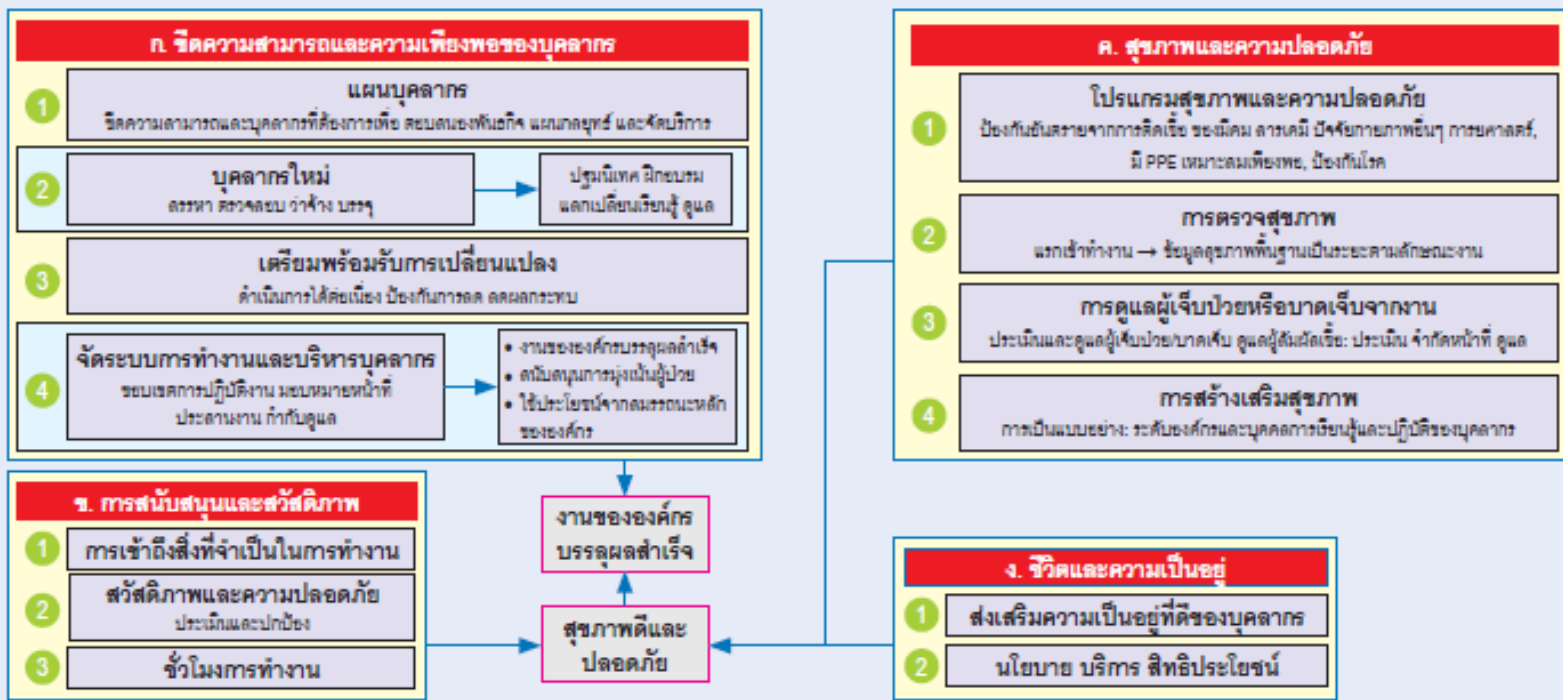 ก. ขีดความสามารถและความเพียงพอของบุคลากร
1
แผนบุคลากร
ขีดความสามารถและบุคลากรที่ต้องการเพื่อ ตอบสนองพันธกิจ แผนกลยุทธ์ และจัดบริการ
2
บุคลากรใหม่
สรรหา ตรวจสอบ ว่าจ้าง บรรจุ
ปฐมนิเทศ ฝึกอบรม
แลกเปลี่ยนเรียนรู้ ดูแล
3
เตรียมพร้อมรับการเปลี่ยนแปลง
ดำเนินการได้ต่อเนื่อง ป้องกันการลด ลดผลกระทบ
4
จัดระบบการทำงานและบริหารบุคลากร
ขอบเขตการปฏิบัติงาน มอบหมายหน้าที่
ประสานงาน กำกับดูแล
• งานขององค์กรบรรลุผลสำเร็จ
• สนับสนุนการมุ่งเน้นผู้ป่วย
• ใช้ประโยชน์จากสมรรถนะหลัก
ขององค์กร
ข. การสนับสนุนและสวัสดิภาพ
1
การเข้าถึงสิ่งที่จำเป็นในการทำงาน
2
สวัสดิภาพและความปลอดภัย
ประเมินและปกป้อง
3
ชั่วโมงการทำงาน
งานขององค์กร
บรรลุผลสำเร็จ
สุขภาพดีและ
ปลอดภัย
ค. สุขภาพและความปลอดภัย
1
โปรแกรมสุขภาพและความปลอดภัย
ป้องกันอันตรายจากการติดเชื้อ ของมีคม สารเคมี ปัจจัยกายภาพอื่นๆ การยศาสตร์,
มี PPE เหมาะสมเพียงพอ, ป้องกันโรค
2
การตรวจสุขภาพ
แรกเข้าทำงาน → ข้อมูลสุขภาพพื้นฐานเป็นระยะตามลักษณะงาน
3
การดูแลผู้เจ็บป่วยหรือบาดเจ็บจากงาน
ประเมินและดูแลผู้เจ็บป่วย/บาดเจ็บ ดูแลผู้สัมผัสเชื้อ: ประเมิน จำกัดหน้าที่ ดูแล
4
การสร้างเสริมสุขภาพ
การเป็นแบบอย่าง: ระดับองค์กรและบุคคลการเรียนรู้และปฏิบัติของบุคลากร
ง. ชีวิตและความเป็นอยู่
1
ส่งเสริมความเป็นอยู่ที่ดีของบุคลากร
2
นโยบาย บริการ สิทธิประโยชน์